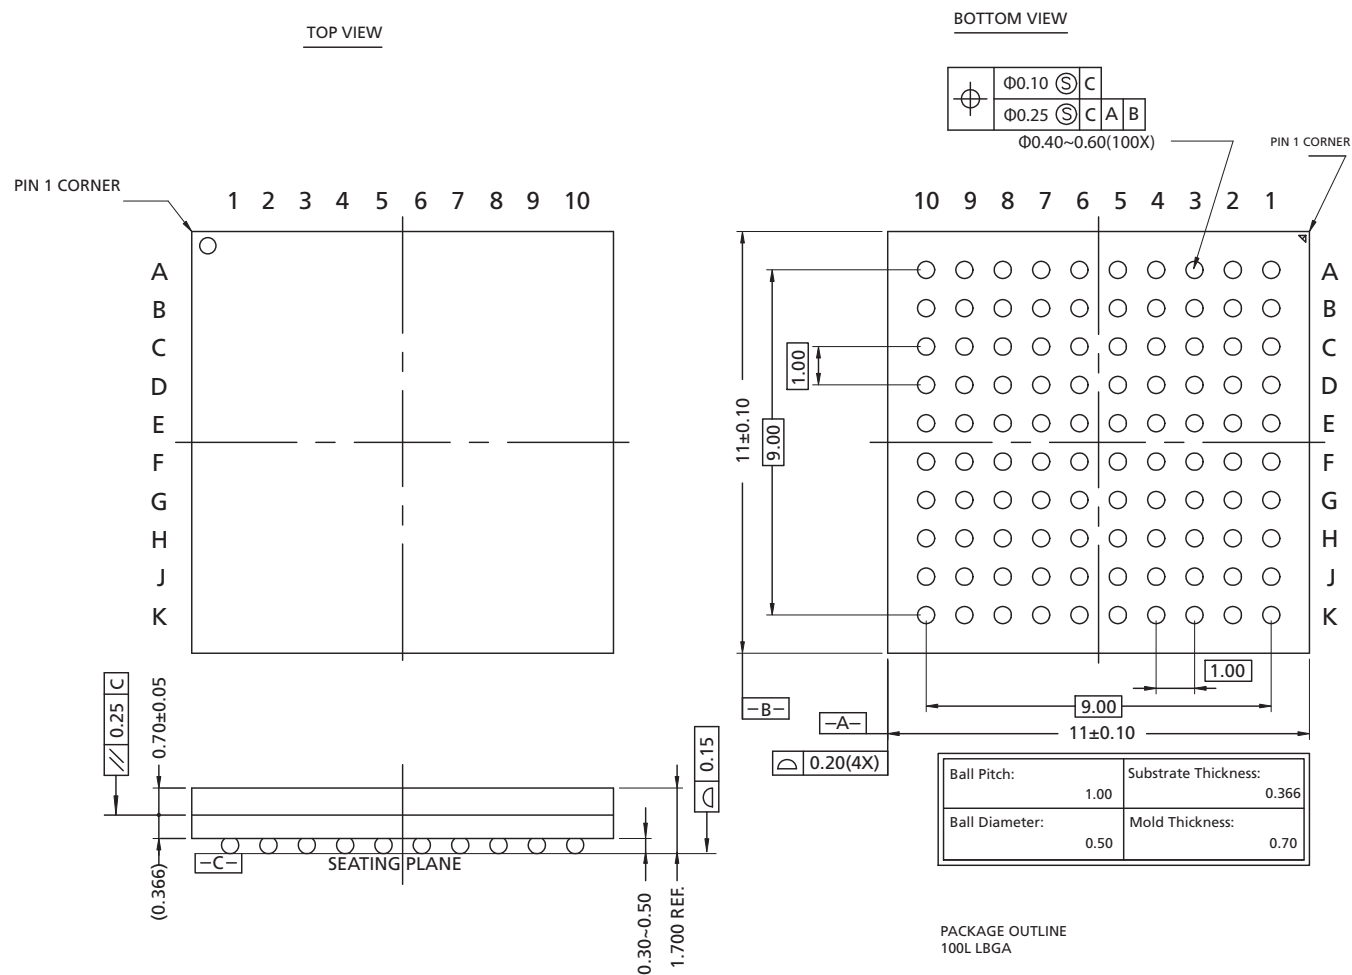 TOP VIEW
BOTTOM VIEW
Φ0.10 Ⓢ C
Φ0.25 Ⓢ C A B
Φ0.40~0.60(100X)
PIN 1 CORNER
PIN 1 CORNER
1 2 3 4 5 6 7 8 9 10
10 9 8 7 6 5 4 3 2 1
A
B
C
D
E
F
G
H
J
K
1.00
9.00
11±0.10
A
B
C
D
E
F
G
H
J
K
1.00
9.00
11±0.10
–B–
–A–
0.20(4X)
// 0.25 C
0.70±0.05
(0.366)
–C–
SEATING PLANE
0.15
0.30~0.50
1.700 REF.
Ball Pitch:
1.00
Substrate Thickness:
0.366
Ball Diameter:
0.50
Mold Thickness:
0.70
PACKAGE OUTLINE
100L LBGA